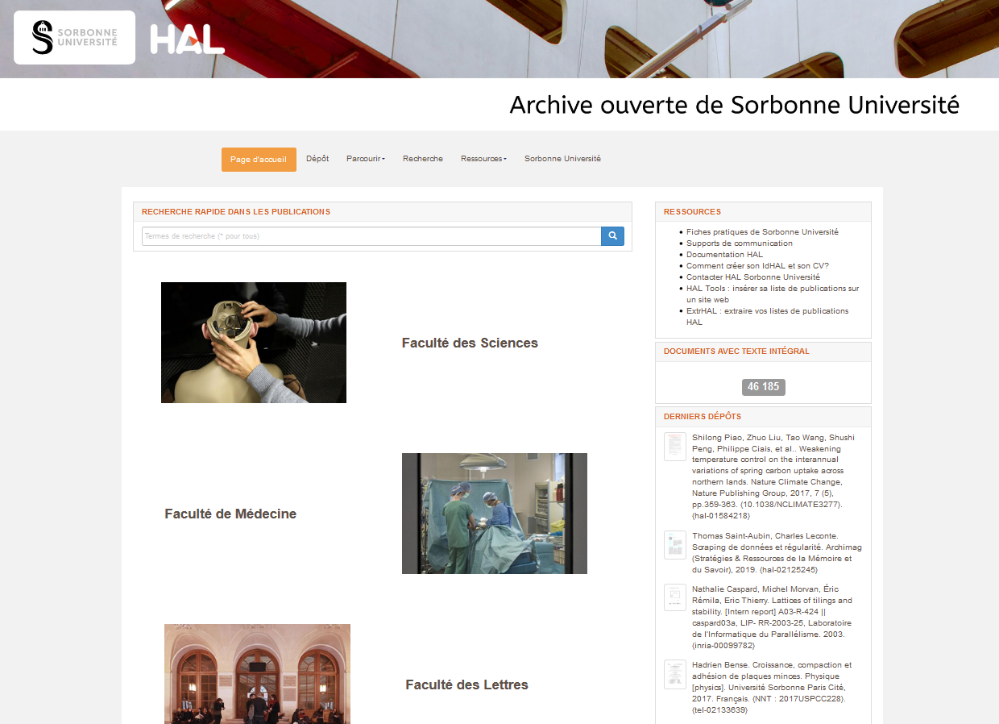 SORBONNE
UNIVERSITÉ
HAL
Archive ouverte de Sorbonne Université
Page d'accueil
Dépôt
Parcourir
Recherche
Ressources
Sorbonne Université
RECHERCHE RAPIDE DANS LES PUBLICATIONS
Termes de recherche (* pour tous)
Faculté des Sciences
Faculté de Médecine
Faculté des Lettres
RESSOURCES
Fiches pratiques de Sorbonne Université
Supports de communication
Documentation HAL
Comment créer son IdHAL et son CV?
Contacter HAL Sorbonne Université
HAL Tools : insérer sa liste de publications sur
un site web
ExtrHAL : extraire vos listes de publications
HAL
DOCUMENTS AVEC TEXTE INTÉGRAL
46 185
DERNIERS DÉPÔTS
Shilong Piao, Zhuo Liu, Tao Wang, Shushi
Peng, Philippe Ciais, et al.. Weakening
temperature control on the interannual
variations of spring carbon uptake across
northern lands. Nature Climate Change,
Nature Publishing Group, 2017, 7 (5),
pp.359-363. ⟨10.1038/NCLIMATE3277⟩.
⟨hal-01584218⟩
Thomas Saint-Aubin, Charles Leconte.
Scraping de données et régularité. Archimag
(Stratégies & Ressources de la Mémoire et
du Savoir), 2019. ⟨hal-02125245⟩
Nathalie Caspard, Michel Morvan, Éric
Rémila, Eric Thierry. Lattices of tilings and
stability. [Intern report] A03-R-424 ||
caspard03a, LIP- RR-2003-25, Laboratoire
de l'Informatique du Parallélisme. 2003.
⟨inria-00099782⟩
Hadrien Bense. Croissance, compaction et
adhésion de plaques minces. Physique
[physics]. Université Sorbonne Paris Cité,
2017. Français. ⟨NNT : 2017USPCC228⟩.
⟨tel-02133639⟩